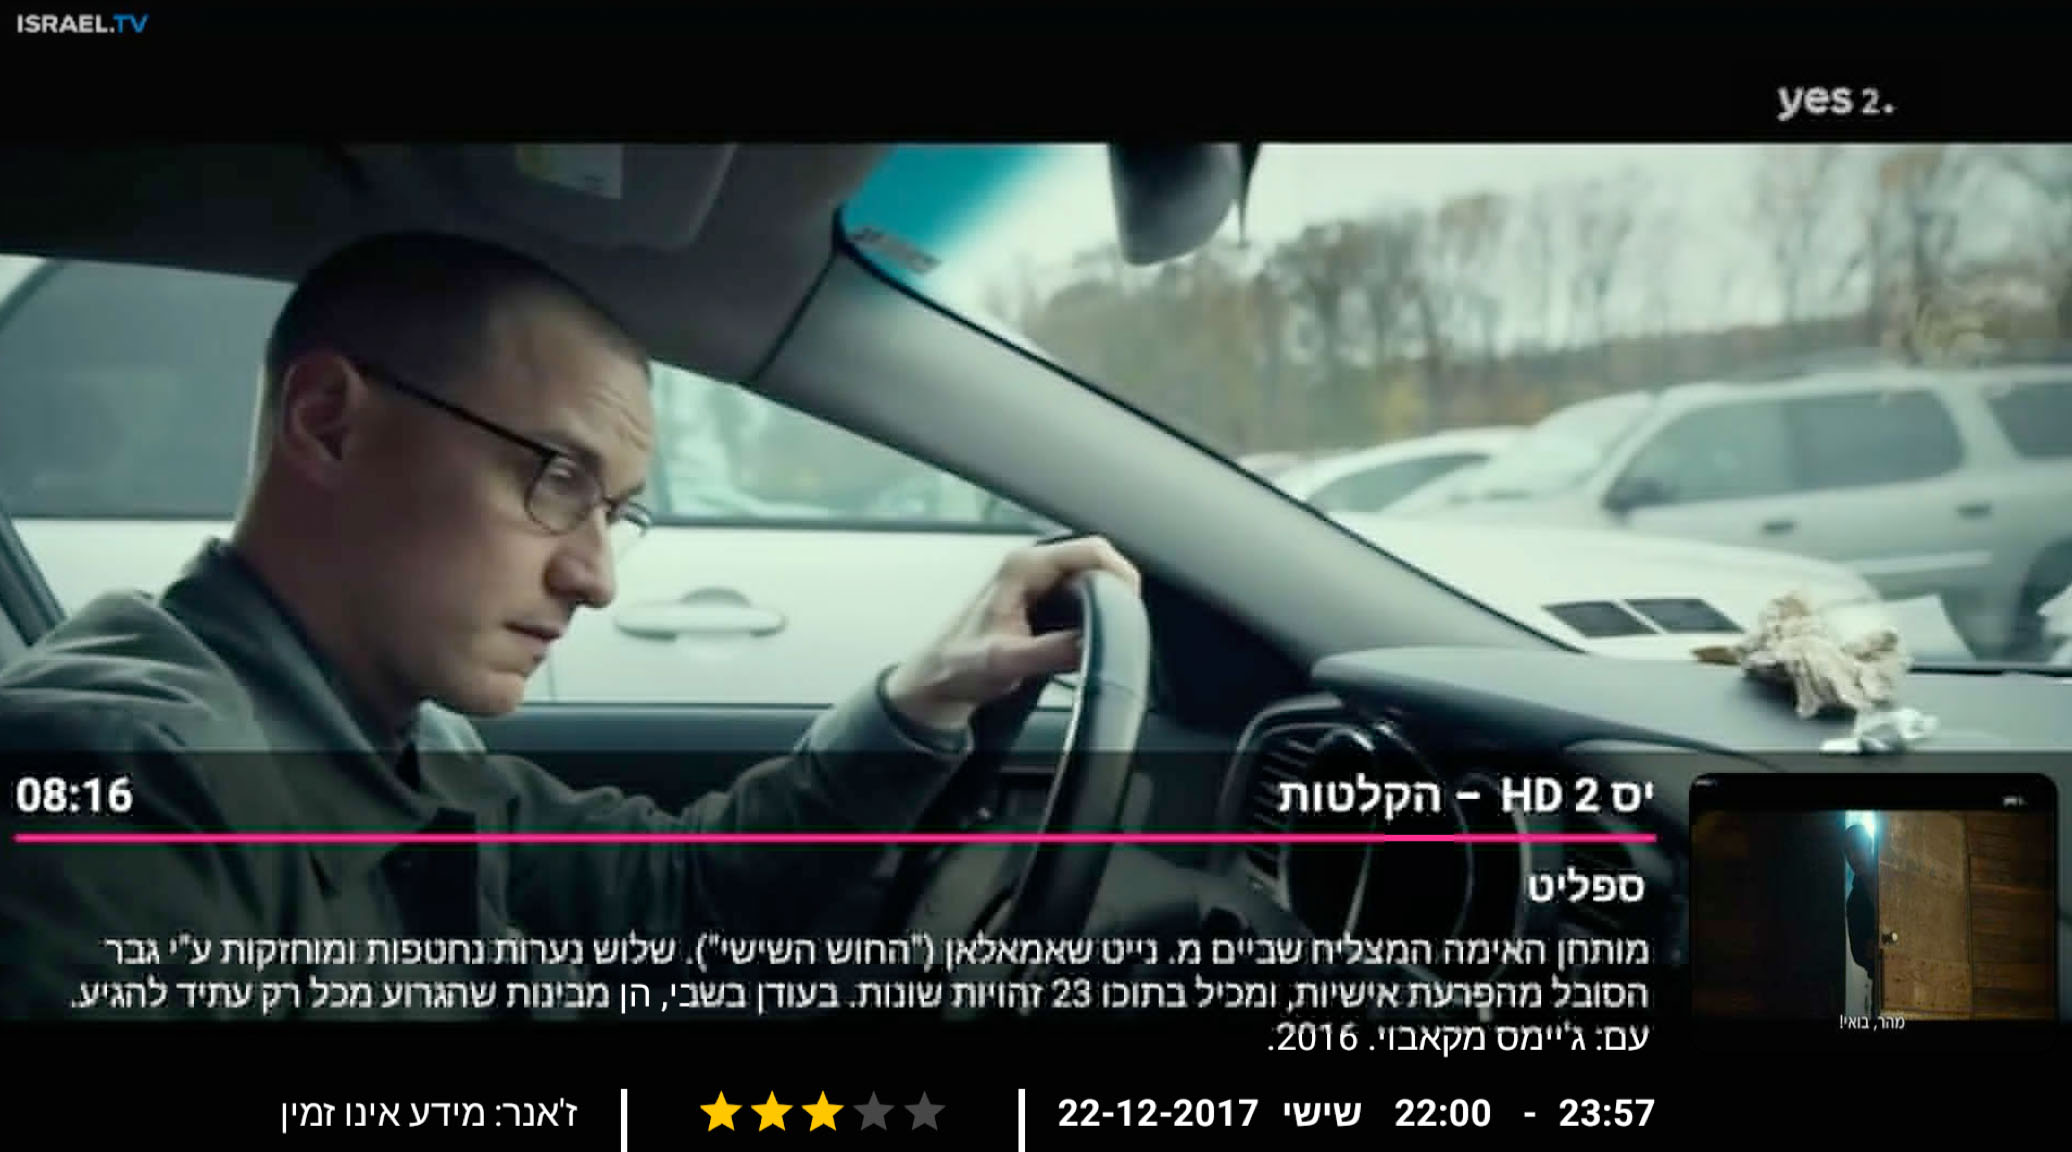 ISRAEL.TV
yes 2.
08:16
יס 2 HD – הקלטות
ספליט
מותחן האימה המצליח שביים מ. נייט שאמאלאן ("החוש השישי"). שלוש נערות נחטפות ומוחזקות ע"י גבר
הסובל מהפרעת אישיות, ומכיל בתוכו 23 זהויות שונות. בעודן בשבי, הן מבינות שהגרוע מכל רק עתיד להגיע.
עם: ג'יימס מקאבוי. 2016.
מהר, בואי!
22-12-2017 שישי 22:00 - 23:57
ז'אנר: מידע אינו זמין